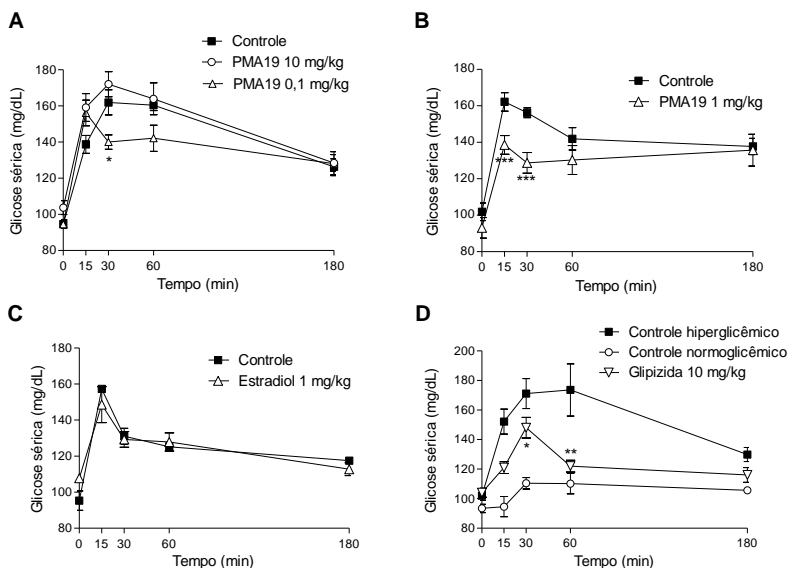 A
Controle
PMA19 10 mg/kg
PMA19 0,1 mg/kg
Glicose sérica (mg/dL)
180
160
140
120
100
80
*
0 15 30 60 180
Tempo (min)
B
Controle
PMA19 1 mg/kg
Glicose sérica (mg/dL)
180
160
140
120
100
80
***
***
0 15 30 60 180
Tempo (min)
C
Controle
Estradiol 1 mg/kg
Glicose sérica (mg/dL)
180
160
140
120
100
80
0 15 30 60 180
Tempo (min)
D
Controle hiperglicêmico
Controle normoglicêmico
Glipizida 10 mg/kg
Glicose sérica (mg/dL)
200
180
160
140
120
100
80
*
**
0 15 30 60 180
Tempo (min)